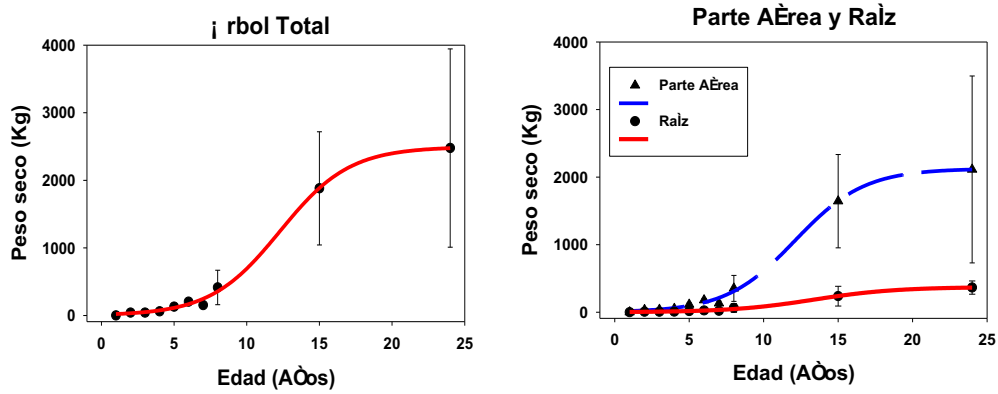 ¡ rbol Total
Peso seco (Kg)
4000
3000
2000
1000
0
0 5 10 15 20 25
Edad (AÒos)
Parte AÈrea y RaÌz
Peso seco (Kg)
4000
3000
2000
1000
0
Parte AÈrea
RaÌz
0 5 10 15 20 25
Edad (AÒos)